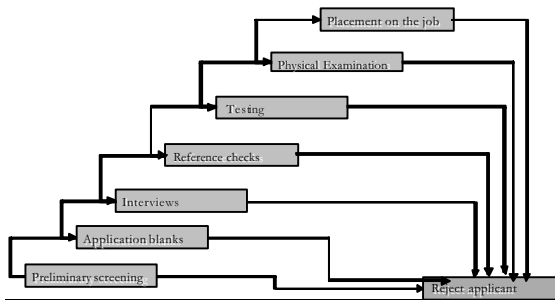 Placement on the job
Physical Examination
Testing
Reference checks
Interviews
Application blanks
Preliminary screening
Reject applicant